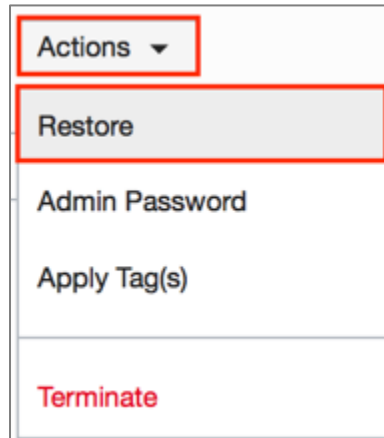 Actions
Restore
Admin Password
Apply Tag(s)
Terminate